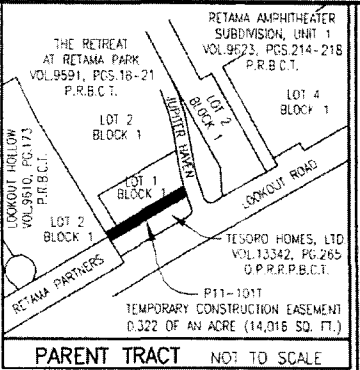 RETAMA AMPHITHEATER
SUBDIVISION, UNIT 1
VOL.9623, PGS.214-218
P.R.B.C.T.
THE RETREAT
AT RETAMA PARK
VOL.9591, PGS.18-21
P.R.B.C.T.
LOT 2
BLOCK 1
LOT 4
BLOCK 1
LOT 2
BLOCK 1
JUPITER HAVEN
LOOKOUT HOLLOW
VOL.9610, PG.173
P.R.B.C.T.
LOT 1
BLOCK 1
LOOKOUT ROAD
LOT 2
BLOCK 1
TESORO HOMES, LTD
VOL.13342, PG.265
O.P.R.R.P.B.C.T.
RETAMA PARTNERS
P11-101T
TEMPORARY CONSTRUCTION EASEMENT
0.322 OF AN ACRE (14,016 SQ. FT.)
PARENT TRACT NOT TO SCALE